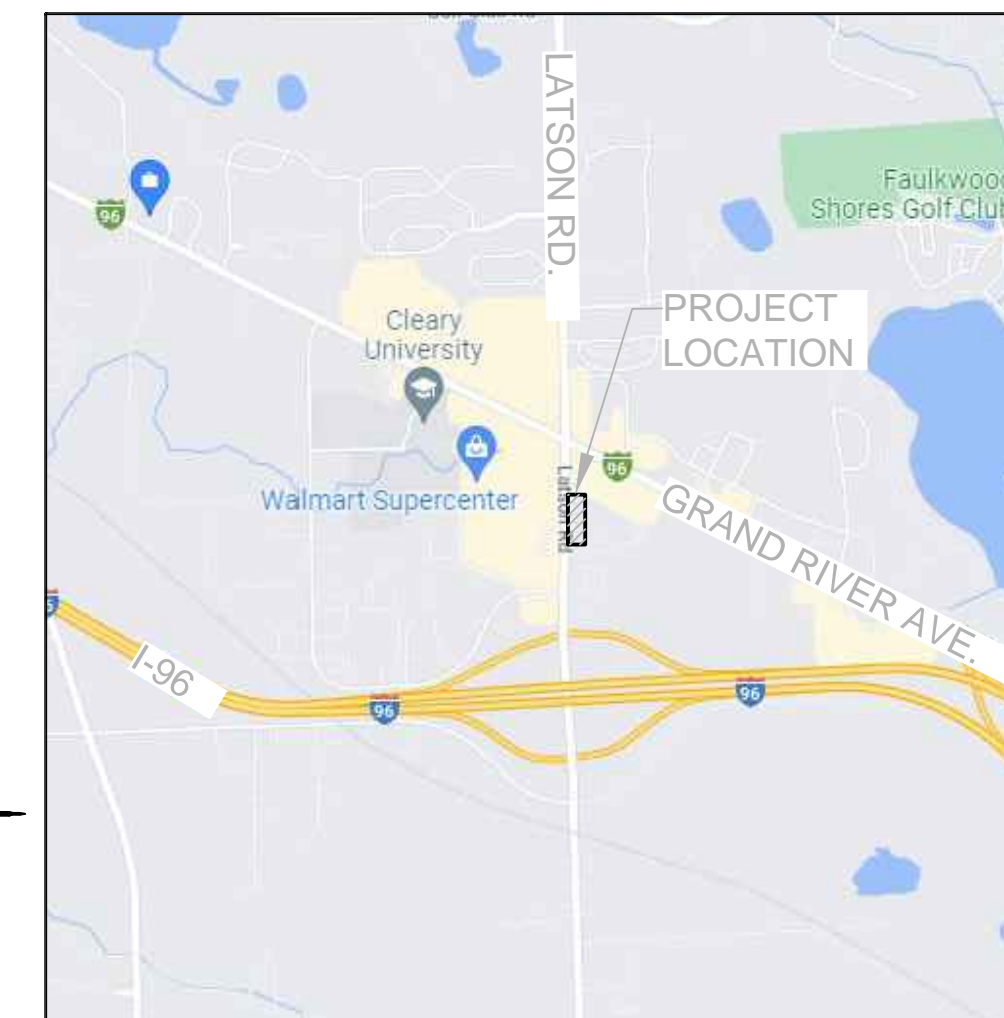 LATSON RD.
96
Faulkwood
Shores Golf Club
PROJECT
LOCATION
Cleary
University
96
Walmart Supercenter
Latson Rd
GRAND RIVER AVE.
I-96
96
96